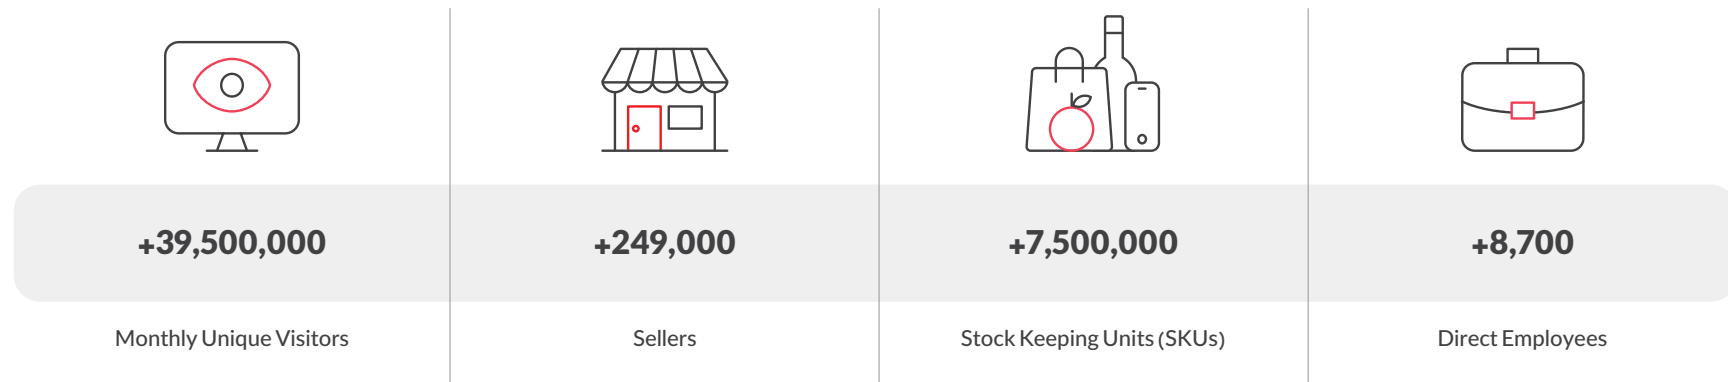 +39,500,000
+249,000
+7,500,000
+8,700
Monthly Unique Visitors
Sellers
Stock Keeping Units (SKUs)
Direct Employees